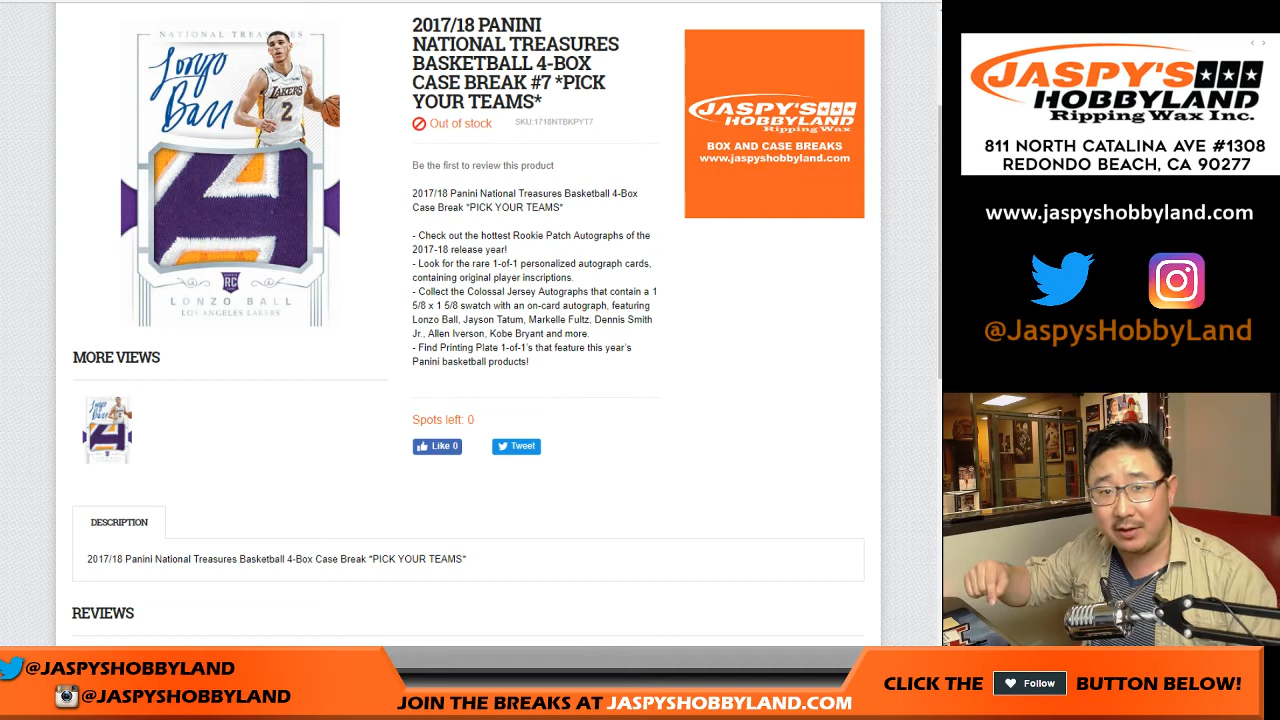 NATIONAL TREASURES
Lonzo
Ball
LAKERS
2
RC
LONZO BALL
LOS ANGELES LAKERS
MORE VIEWS
2017/18 PANINI
NATIONAL TREASURES
BASKETBALL 4-BOX
CASE BREAK #7 *PICK
YOUR TEAMS*
Out of stock
SKU:1718NTBKPYT7
Be the first to review this product
2017/18 Panini National Treasures Basketball 4-Box
Case Break *PICK YOUR TEAMS*
- Check out the hottest Rookie Patch Autographs of the
2017-18 release year!
- Look for the rare 1-of-1 personalized autograph cards,
containing original player inscriptions.
- Collect the Colossal Jersey Autographs that contain a 1
5/8 x 1 5/8 swatch with an on-card autograph, featuring
Lonzo Ball, Jayson Tatum, Markelle Fultz, Dennis Smith
Jr., Allen Iverson, Kobe Bryant and more.
- Find Printing Plate 1-of-1's that feature this year's
Panini basketball products!
Spots left: 0
Like 0
Tweet
DESCRIPTION
2017/18 Panini National Treasures Basketball 4-Box Case Break *PICK YOUR TEAMS*
REVIEWS
JASPY'S
HOBBYLAND
Ripping Wax
BOX AND CASE BREAKS
www.jaspyshobbyland.com
JASPY'S
HOBBYLAND
Ripping Wax Inc.
811 NORTH CATALINA AVE #1308
REDONDO BEACH, CA 90277
www.jaspyshobbyland.com
@JaspysHobbyLand
@JASPYSHOBBYLAND
@JASPYSHOBBYLAND
JOIN THE BREAKS AT JASPYSHOBBYLAND.COM
CLICK THE Follow BUTTON BELOW!